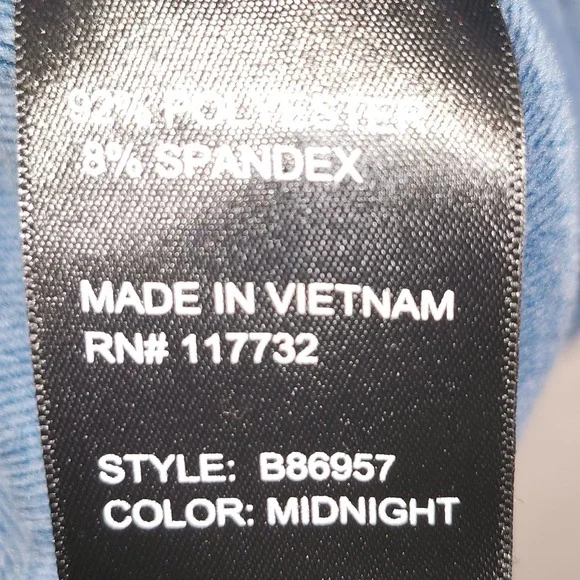 92% POLYESTER
8% SPANDEX
MADE IN VIETNAM
RN# 117732
STYLE: B86957
COLOR: MIDNIGHT